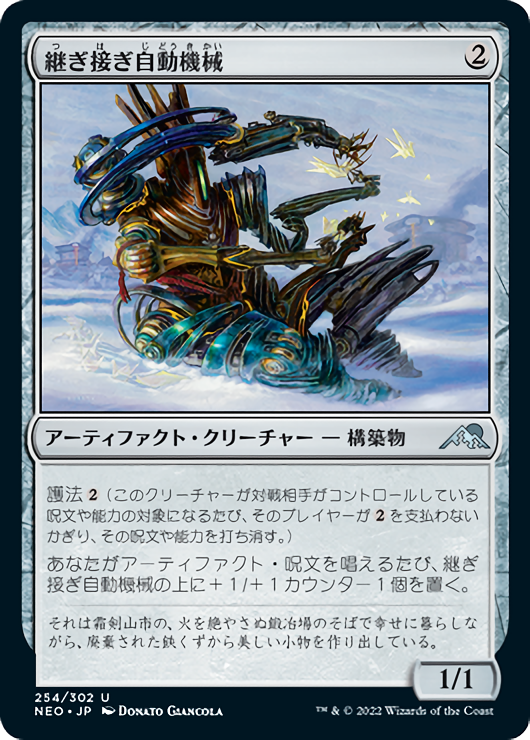 継ぎ接ぎ自動機械
つ は じどうきかい
2
アーティファクト・クリーチャー ― 構築物
護法 2（このクリーチャーが対戦相手がコントロールしている
呪文や能力の対象になるたび、そのプレイヤーが 2 を支払わない
かぎり、その呪文や能力を打ち消す。）
あなたがアーティファクト・呪文を唱えるたび、継ぎ
接ぎ自動機械の上に＋1/＋1カウンター1個を置く。
それは霜剣山市の、火を絶やさぬ鍛冶場のそばで幸せに暮らしな
がら、廃棄された鉄くずから美しい小物を作り出している。
1/1
254/302 U
NEO • JP Donato Giancola
™ & © 2022 Wizards of the Coast